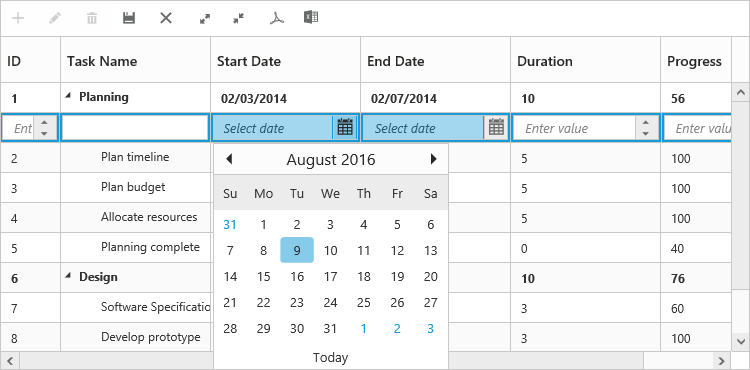 ID Task Name Start Date End Date Duration Progress
1 Planning 02/03/2014 02/07/2014 10 56
Ent Select date Select date Enter value Enter valu
2 Plan timeline 5 100
3 Plan budget 5 100
4 Allocate resources 5 100
5 Planning complete 0 40
6 Design 10 76
7 Software Specificatio 3 60
8 Develop prototype 3 100
August 2016
Su Mo Tu We Th Fr Sa
31 1 2 3 4 5 6
7 8 9 10 11 12 13
14 15 16 17 18 19 20
21 22 23 24 25 26 27
28 29 30 31 1 2 3
Today